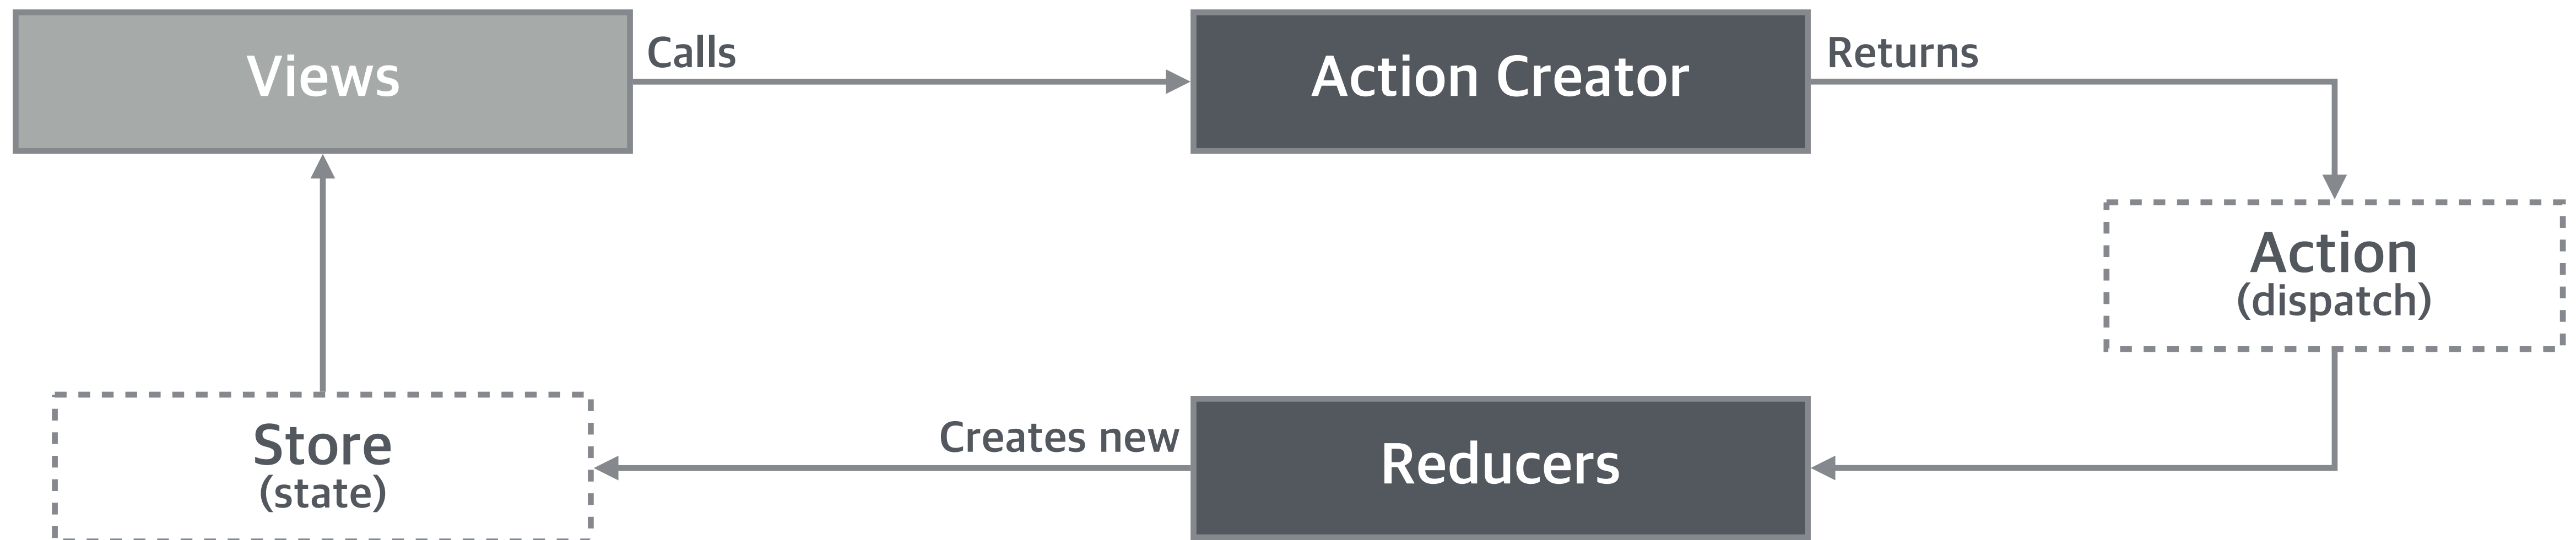 Views
Calls
Action Creator
Returns
Action
(dispatch)
Store
(state)
Creates new
Reducers